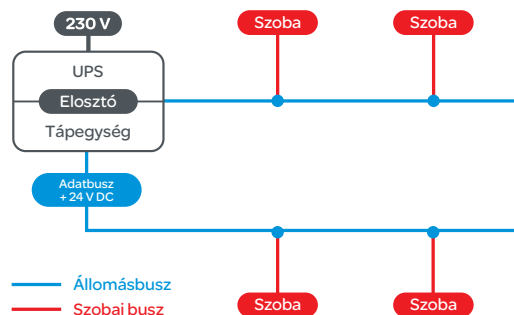 230 V
Szoba
Szoba
UPS
Elosztó
Tápegység
Adatbusz
+ 24 V DC
Állomásbusz
Szobai busz
Szoba
Szoba